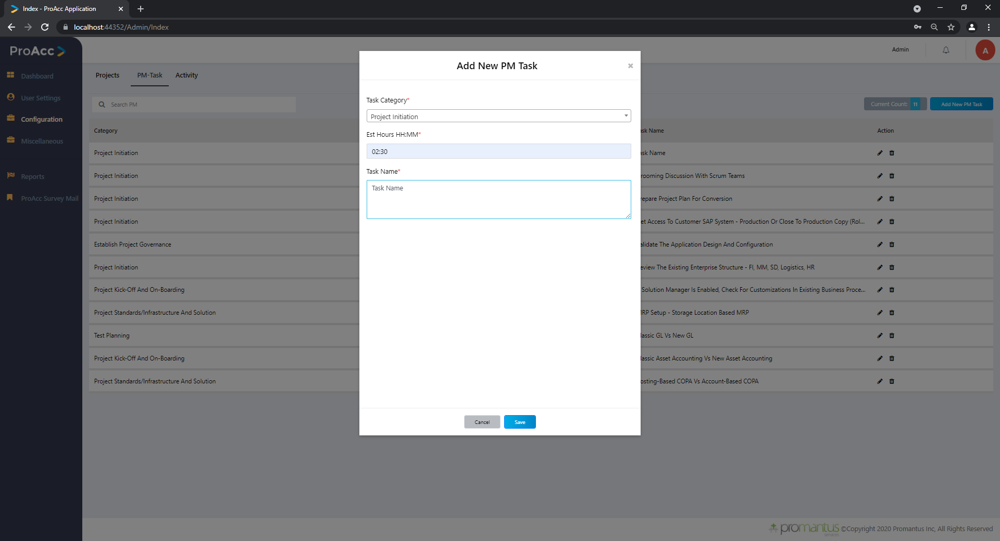 Index - ProAcc Application
localhost:44352/Admin/Index
ProAcc
Admin
A
Dashboard
User Settings
Configuration
Miscellaneous
Reports
ProAcc Survey Mail
Projects
PM-Task
Activity
Search PM
Current Count: 11
Add New PM Task
Category
sk Name
Action
Project Initiation
sk Name
Project Initiation
rooming Discussion With Scrum Teams
Project Initiation
repare Project Plan For Conversion
Project Initiation
et Access To Customer SAP System - Production Or Close To Production Copy (Rol...
Establish Project Governance
alidate The Application Design And Configuration
Project Initiation
eview The Existing Enterprise Structure - FI, MM, SD, Logistics, HR
Project Kick-Off And On-Boarding
Solution Manager Is Enabled, Check For Customizations In Existing Business Proce...
Project Standards/Infrastructure And Solution
RP Setup - Storage Location Based MRP
Test Planning
lassic GL Vs New GL
Project Kick-Off And On-Boarding
lassic Asset Accounting Vs New Asset Accounting
Project Standards/Infrastructure And Solution
osting-Based COPA Vs Account-Based COPA
Add New PM Task
Task Category*
Project Initiation
Est Hours HH:MM*
02:30
Task Name*
Task Name
Cancel
Save
promantus
services
©Copyright 2020 Promantus Inc, All Rights Reserved